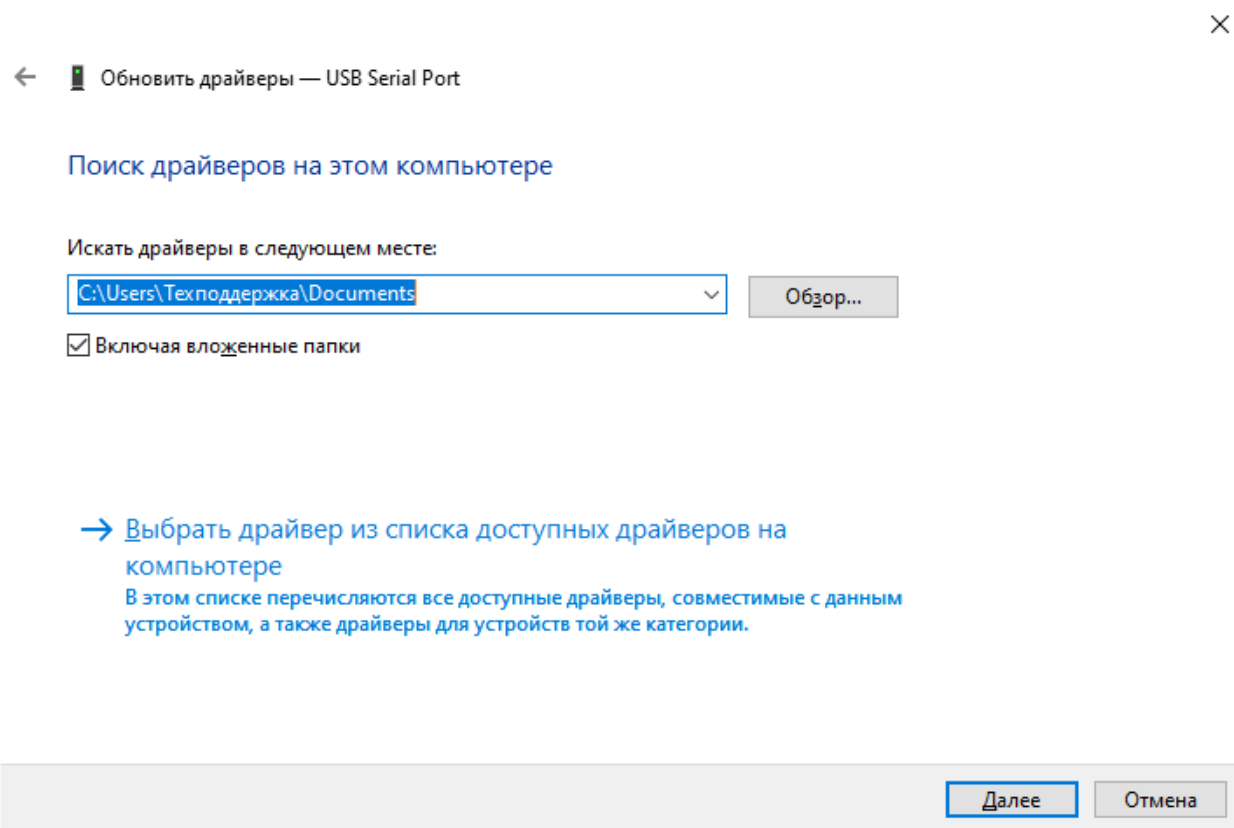 Обновить драйверы — USB Serial Port
Поиск драйверов на этом компьютере
Искать драйверы в следующем месте:
C:\Users\Техподдержка\Documents
Обзор...
Включая вложенные папки
Выбрать драйвер из списка доступных драйверов на
компьютере
В этом списке перечисляются все доступные драйверы, совместимые с данным
устройством, а также драйверы для устройств той же категории.
Далее
Отмена